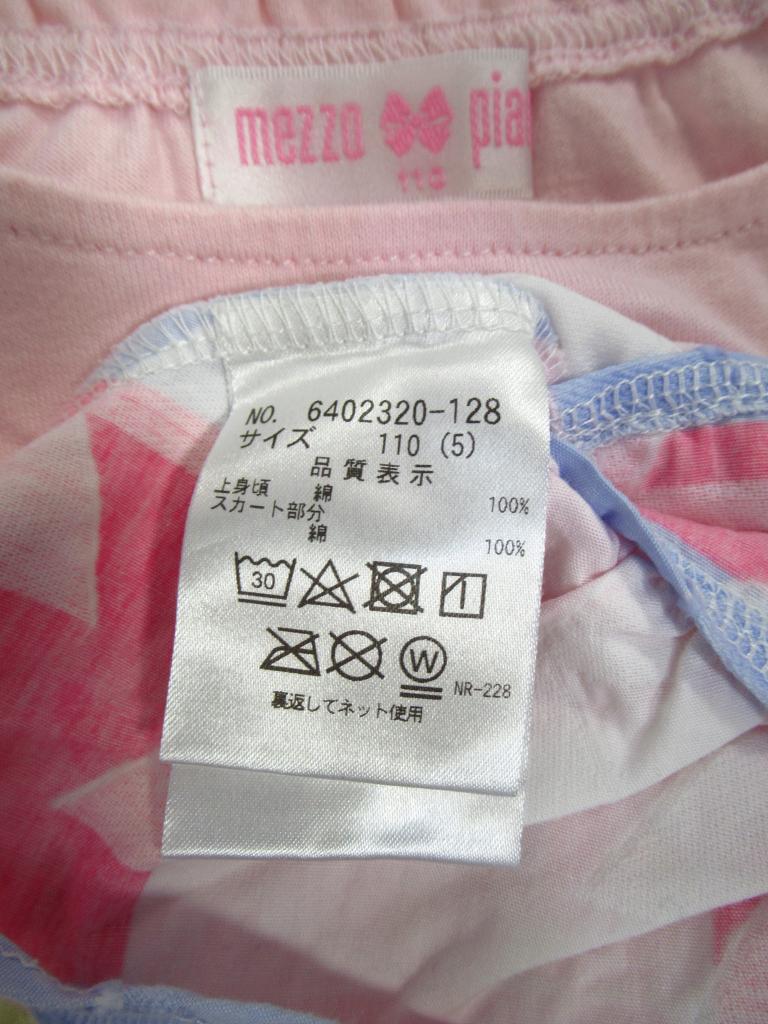 mezzo pia
110
NO. 6402320-128
サイズ 110 (5)
品質表示
上身頃 綿 100%
スカート部分
綿 100%
30
W
NR-228
裏返してネット使用